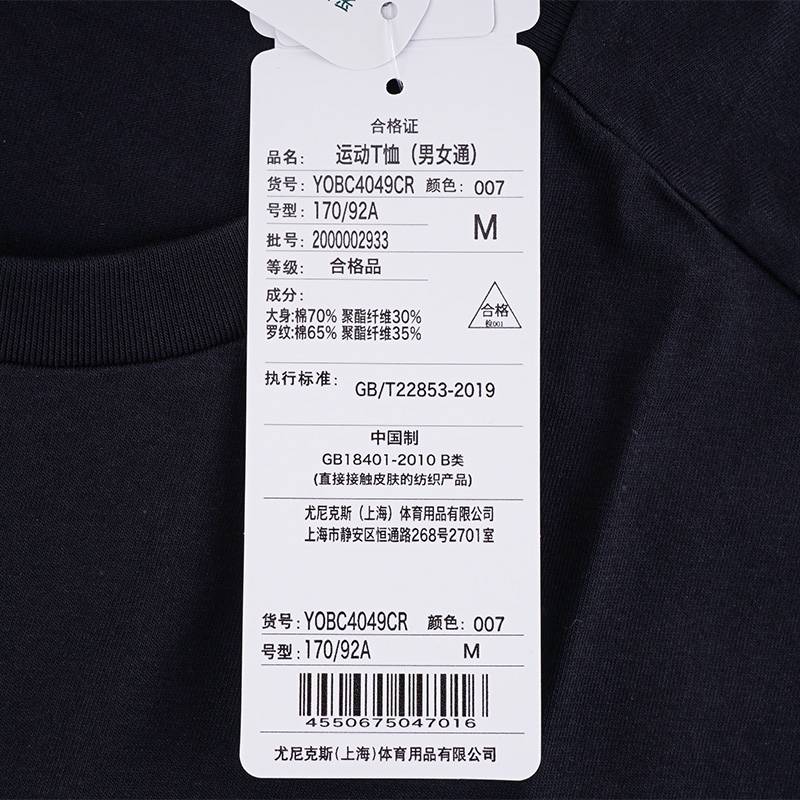 合格证
品名： 运动T恤（男女通）
货号：YOBC4049CR 颜色：007
号型：170/92A
M
批号：2000002933
等级： 合格品
成分：
大身:棉70% 聚酯纤维30%
罗纹:棉65% 聚酯纤维35%
合格
检001
执行标准： GB/T22853-2019
中国制
GB18401-2010 B类
(直接接触皮肤的纺织产品)
尤尼克斯（上海）体育用品有限公司
上海市静安区恒通路268号2701室
货号：YOBC4049CR 颜色：007
号型：170/92A M
4550675047016
尤尼克斯(上海)体育用品有限公司